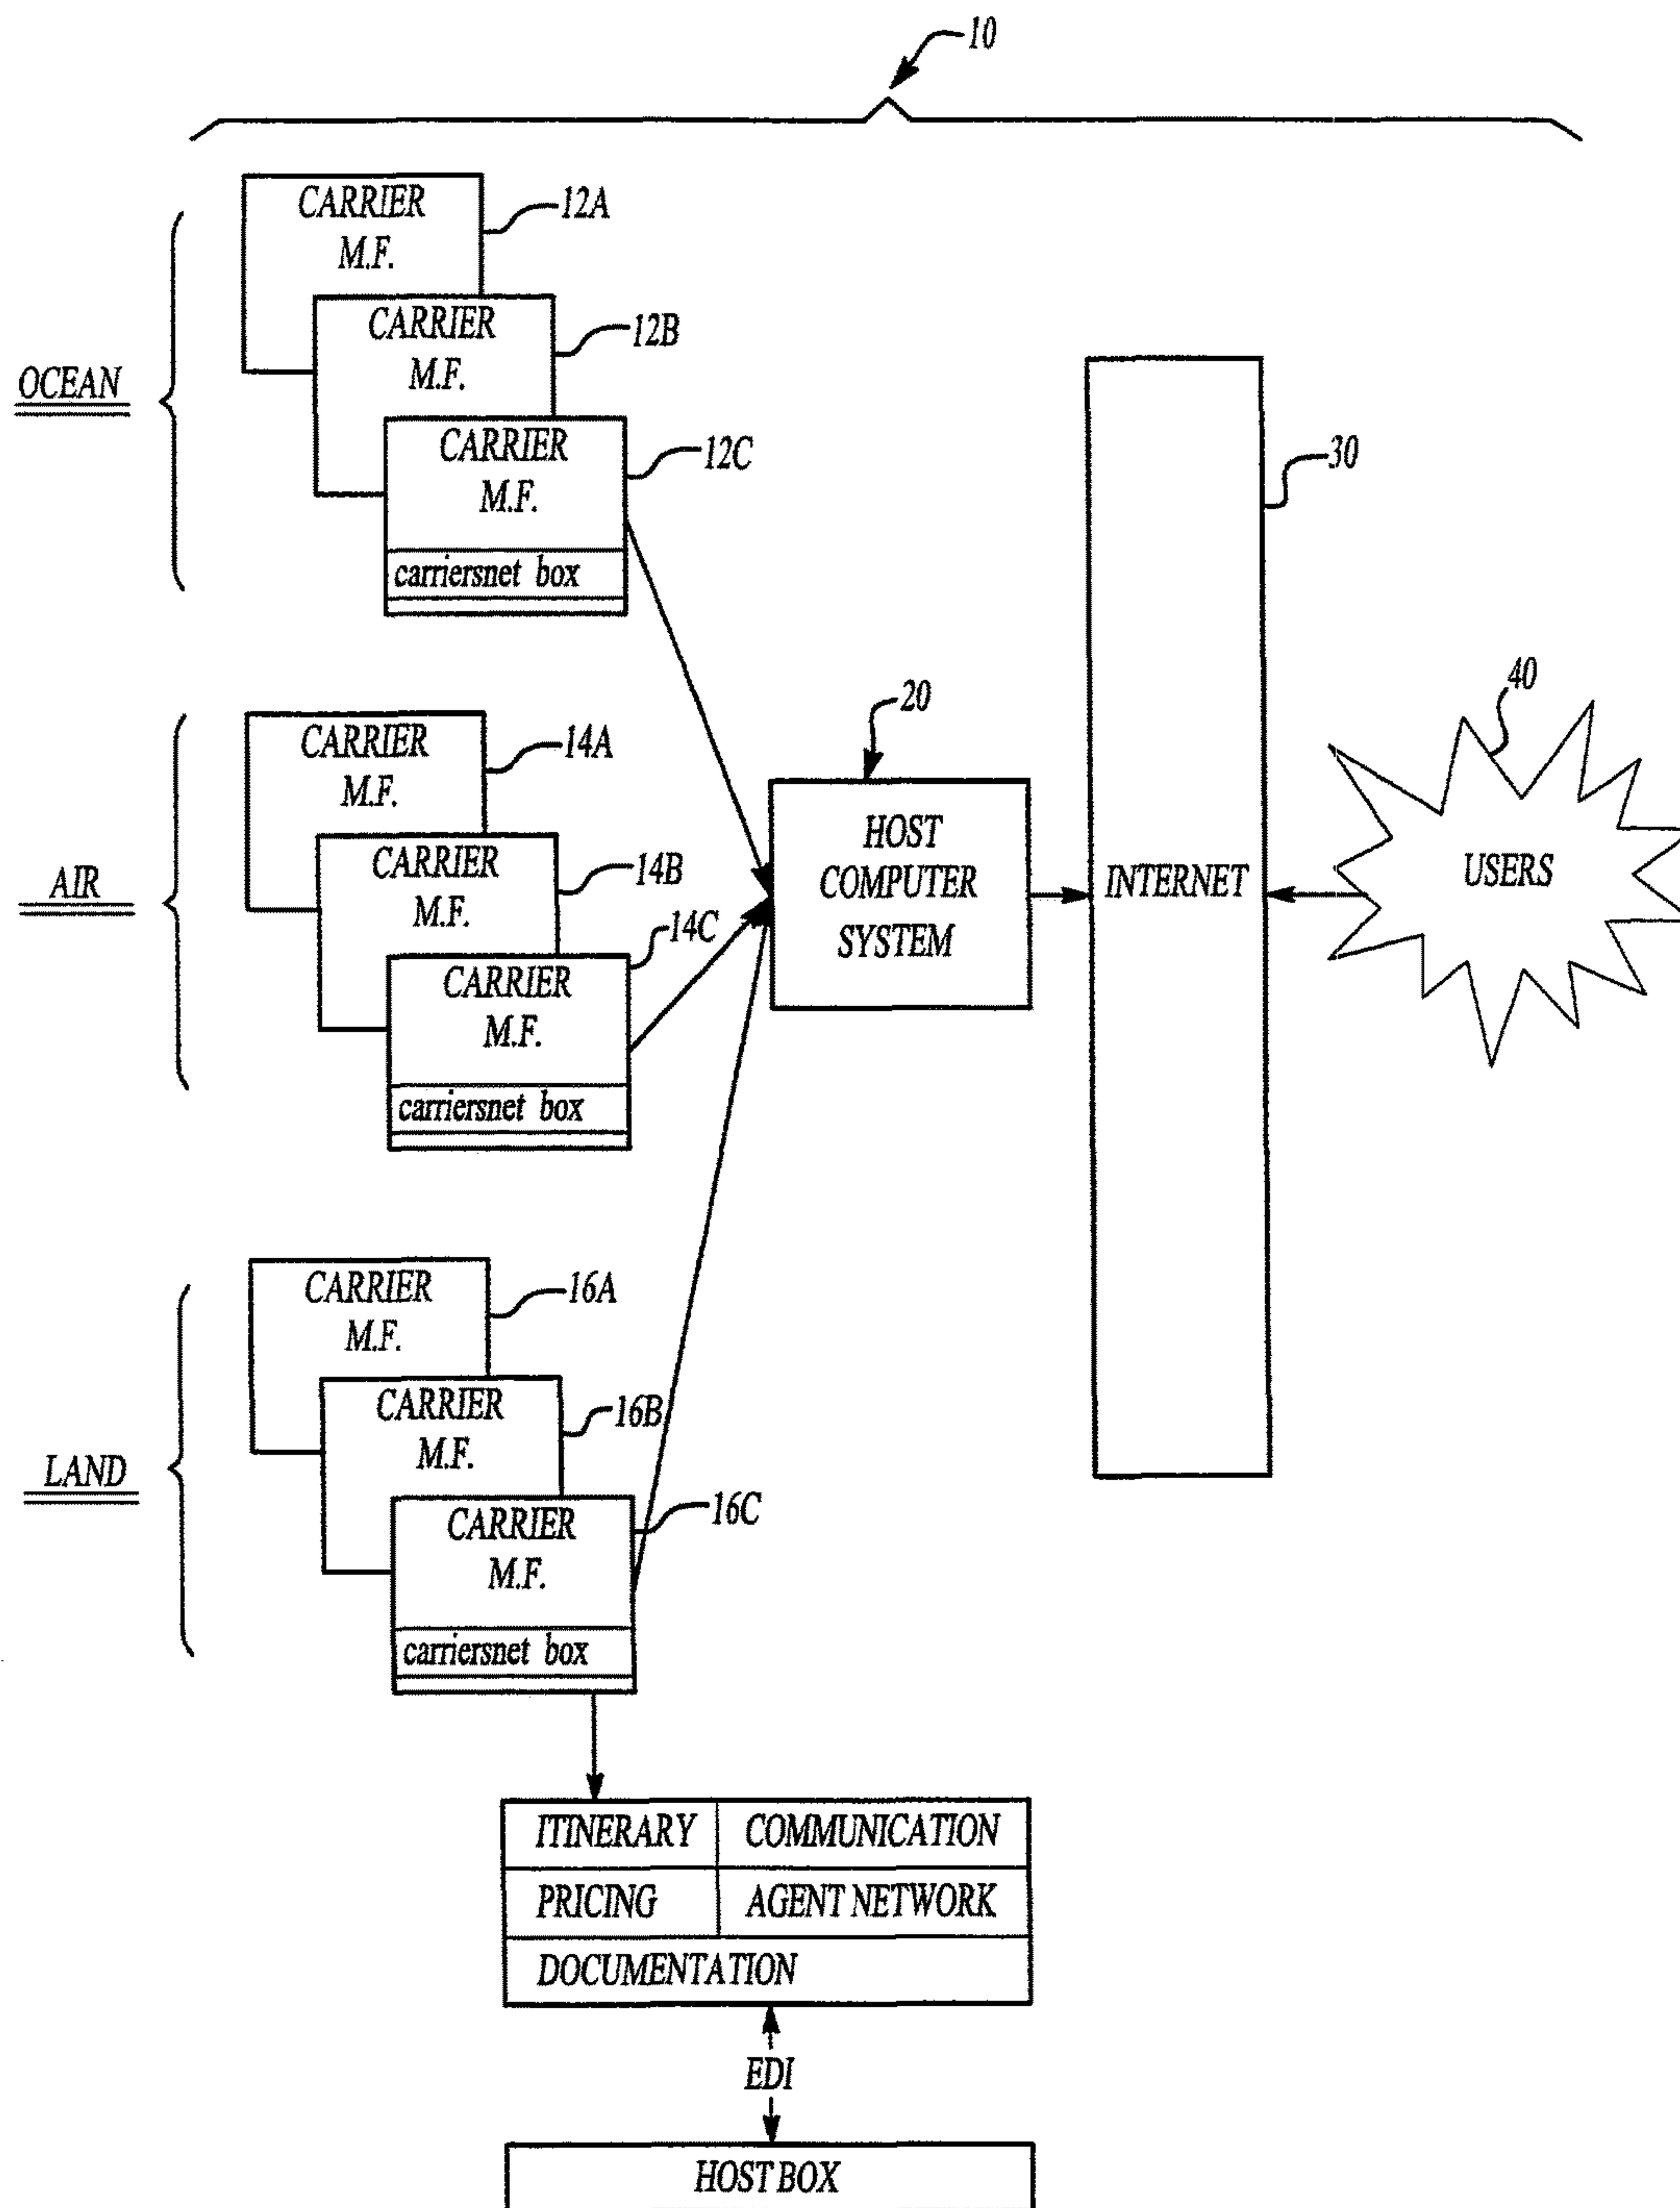 10
CARRIER
M.F.
12A
CARRIER
M.F.
12B
OCEAN
CARRIER
M.F.
12C
carriersnet box
30
CARRIER
M.F.
14A
CARRIER
M.F.
14B
AIR
CARRIER
M.F.
14C
carriersnet box
20
HOST
COMPUTER
SYSTEM
INTERNET
40
USERS
CARRIER
M.F.
16A
CARRIER
M.F.
16B
LAND
CARRIER
M.F.
16C
carriersnet box
ITINERARY COMMUNICATION
PRICING AGENT NETWORK
DOCUMENTATION
EDI
HOST BOX